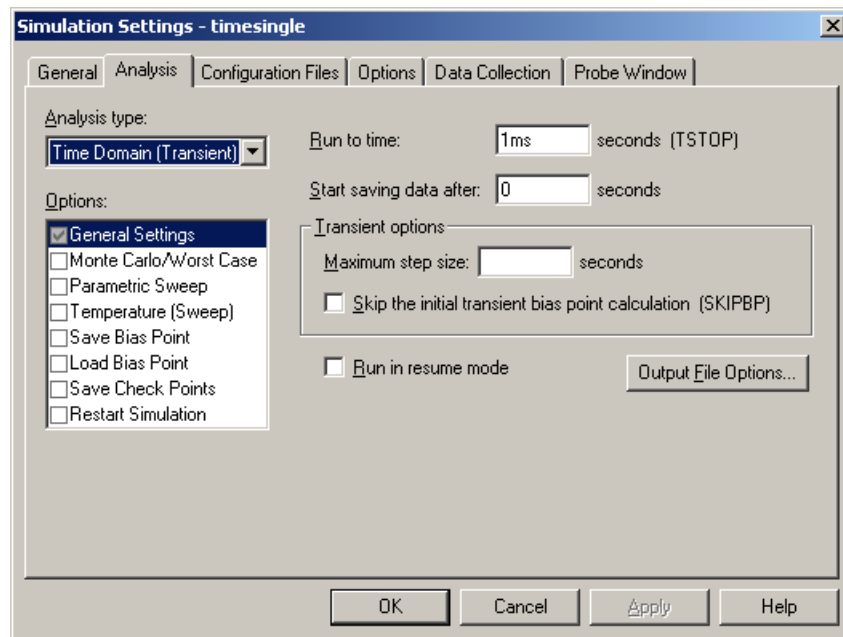 Simulation Settings - timesingle
General
Analysis
Configuration Files
Options
Data Collection
Probe Window
Analysis type:
Time Domain (Transient)
Options:
General Settings
Monte Carlo/Worst Case
Parametric Sweep
Temperature (Sweep)
Save Bias Point
Load Bias Point
Save Check Points
Restart Simulation
Run to time: 1ms seconds (TSTOP)
Start saving data after: 0 seconds
Transient options
Maximum step size: seconds
Skip the initial transient bias point calculation (SKIPBP)
Run in resume mode
Output File Options...
OK
Cancel
Apply
Help